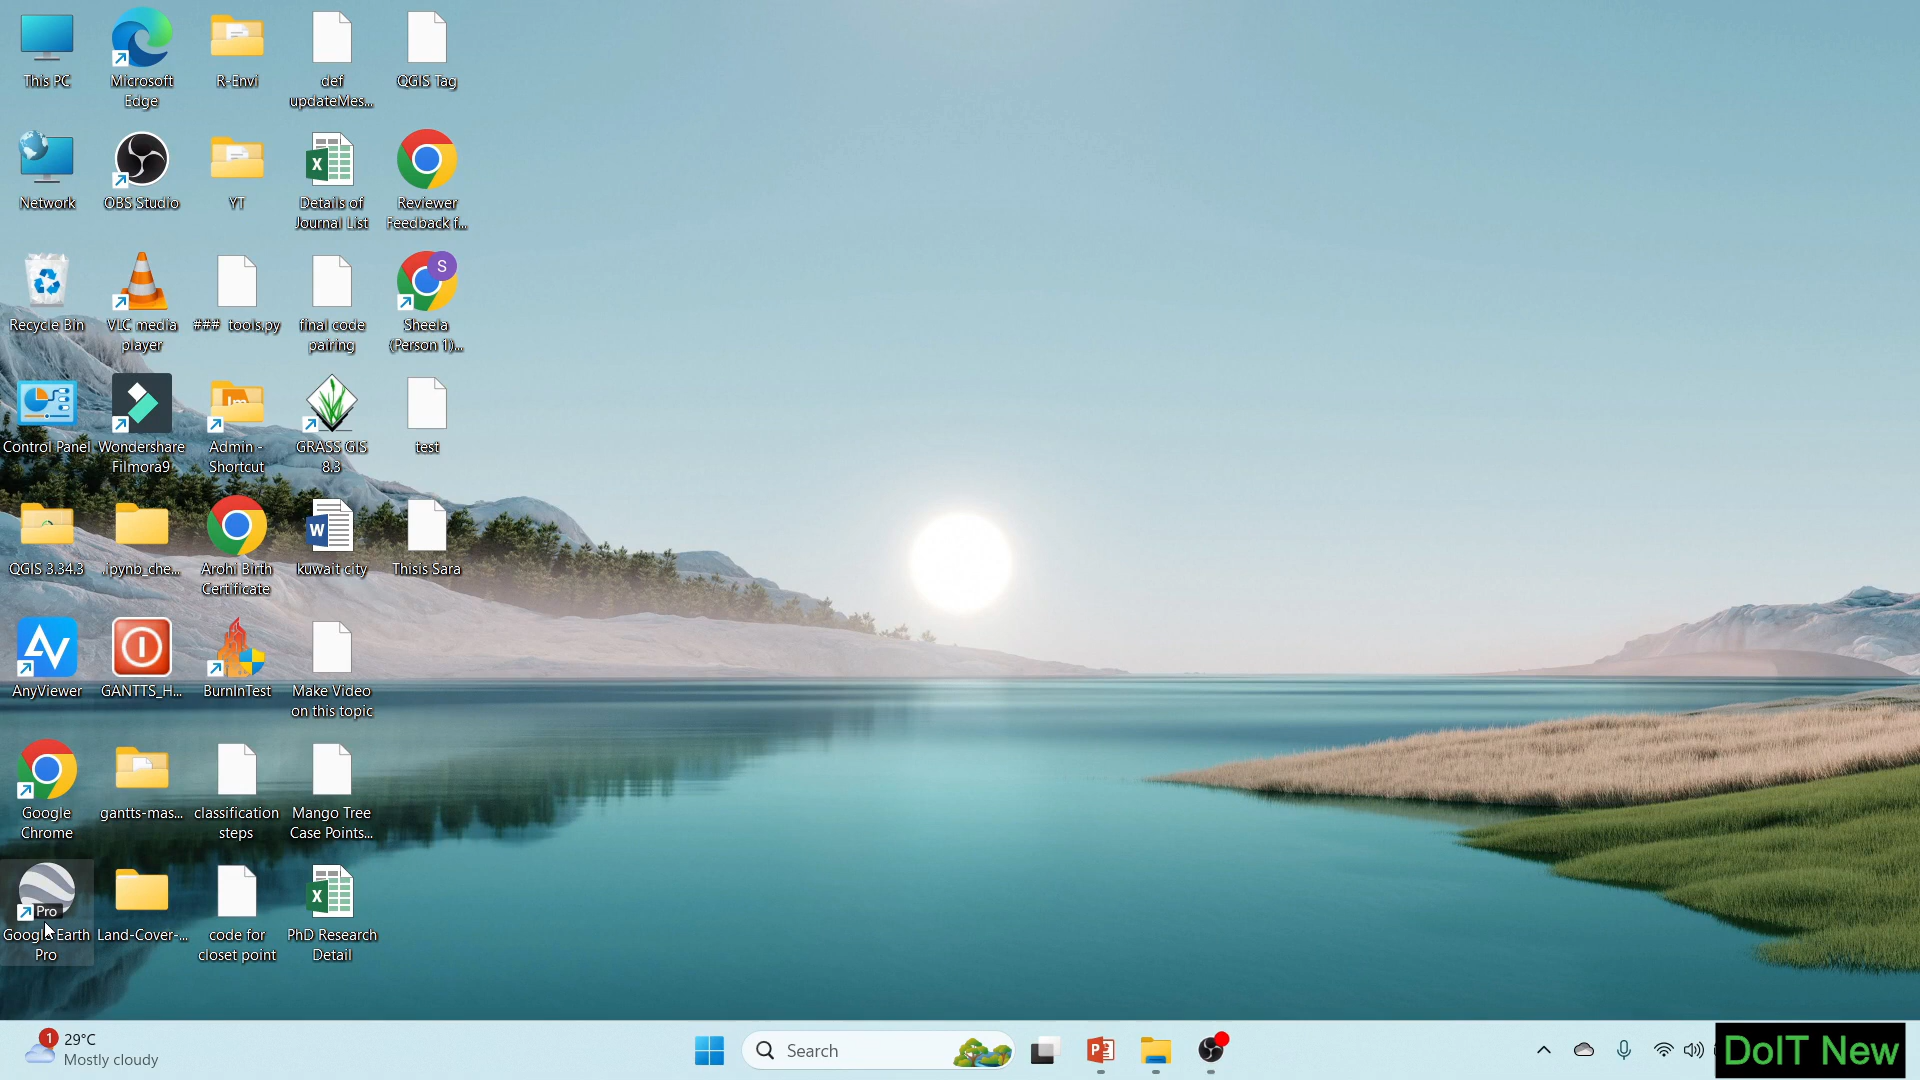 This PC
Microsoft
Edge
R-Envi
def
updateMes...
QGIS Tag
Network
OBS Studio
YT
X
Details of
Journal List
Reviewer
Feedback f...
Recycle Bin
VLC media
player
### tools.py
final code
pairing
S
Sheela
(Person 1)...
Control Panel
Wondershare
Filmora9
Im
Admin -
Shortcut
GRASS GIS
8.3
test
QGIS 3.34.3
.ipynb_che...
Arohi Birth
Certificate
W
kuwait city
Thisis Sara
AnyViewer
GANTTS_H...
BurnInTest
Make Video
on this topic
Google
Chrome
gantts-mas...
classification
steps
Mango Tree
Case Points...
Pro
Google Earth
Pro
Land-Cover-...
code for
closet point
X
PhD Research
Detail
1
29°C
Mostly cloudy
Search
P
DoIT New